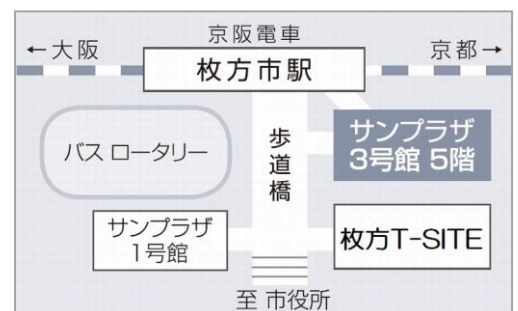 京阪電車
←大阪
京都→
枚方市駅
バス ロータリー
歩道橋
サンプラザ
3号館 5階
サンプラザ
1号館
枚方T-SITE
至 市役所